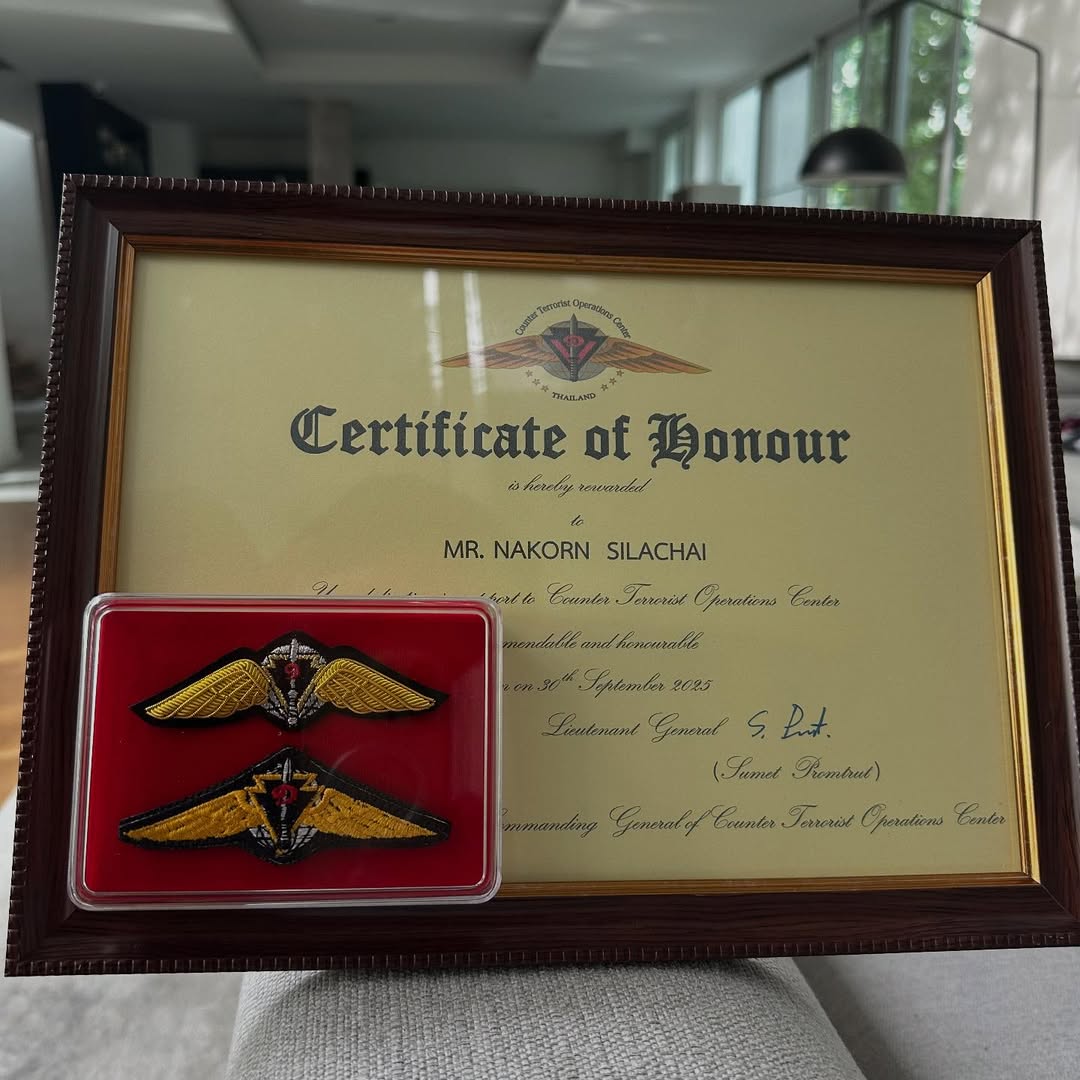 Counter Terrorist Operations Center
THAILAND
Certificate of Honour
is hereby rewarded
to
MR. NAKORN SILACHAI
to Counter Terrorist Operations Center
and honourable
on 30th September 2025
Lieutenant General
(Sumet Promtrut)
General of Counter Terrorist Operations Center